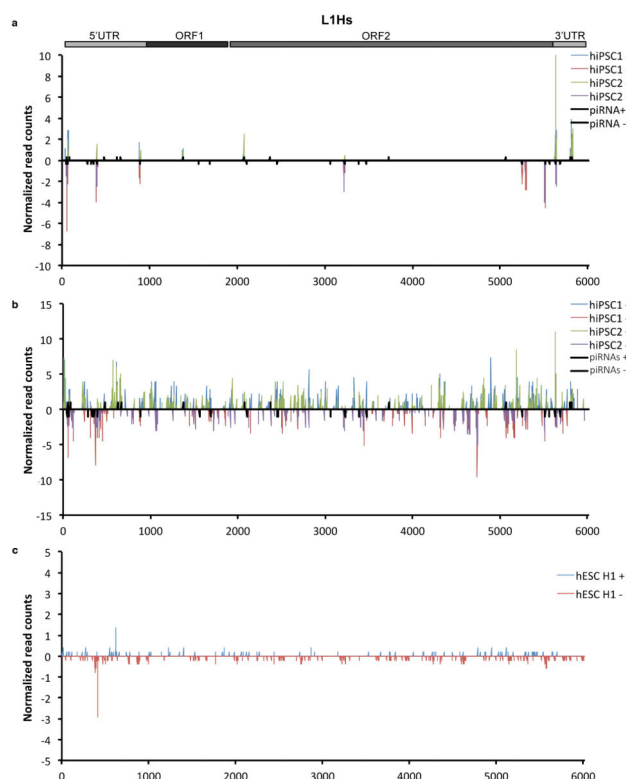 L1Hs
a
5'UTR ORF1 ORF2 3'UTR
Normalized read counts
10
8
6
4
2
0
-2
-4
-6
-8
-10
hiPSC1
hiPSC1
hiPSC2
hiPSC2
piRNA+
piRNA -
0 1000 2000 3000 4000 5000 6000
b
Normalized read counts
15
10
5
0
-5
-10
-15
hiPSC1
hiPSC1 -
hiPSC2
hiPSC2 -
piRNAs +
piRNAs -
0 1000 2000 3000 4000 5000 6000
c
Normalized read counts
5
4
3
2
1
0
-1
-2
-3
-4
-5
hESC H1 +
hESC H1 -
0 1000 2000 3000 4000 5000 6000